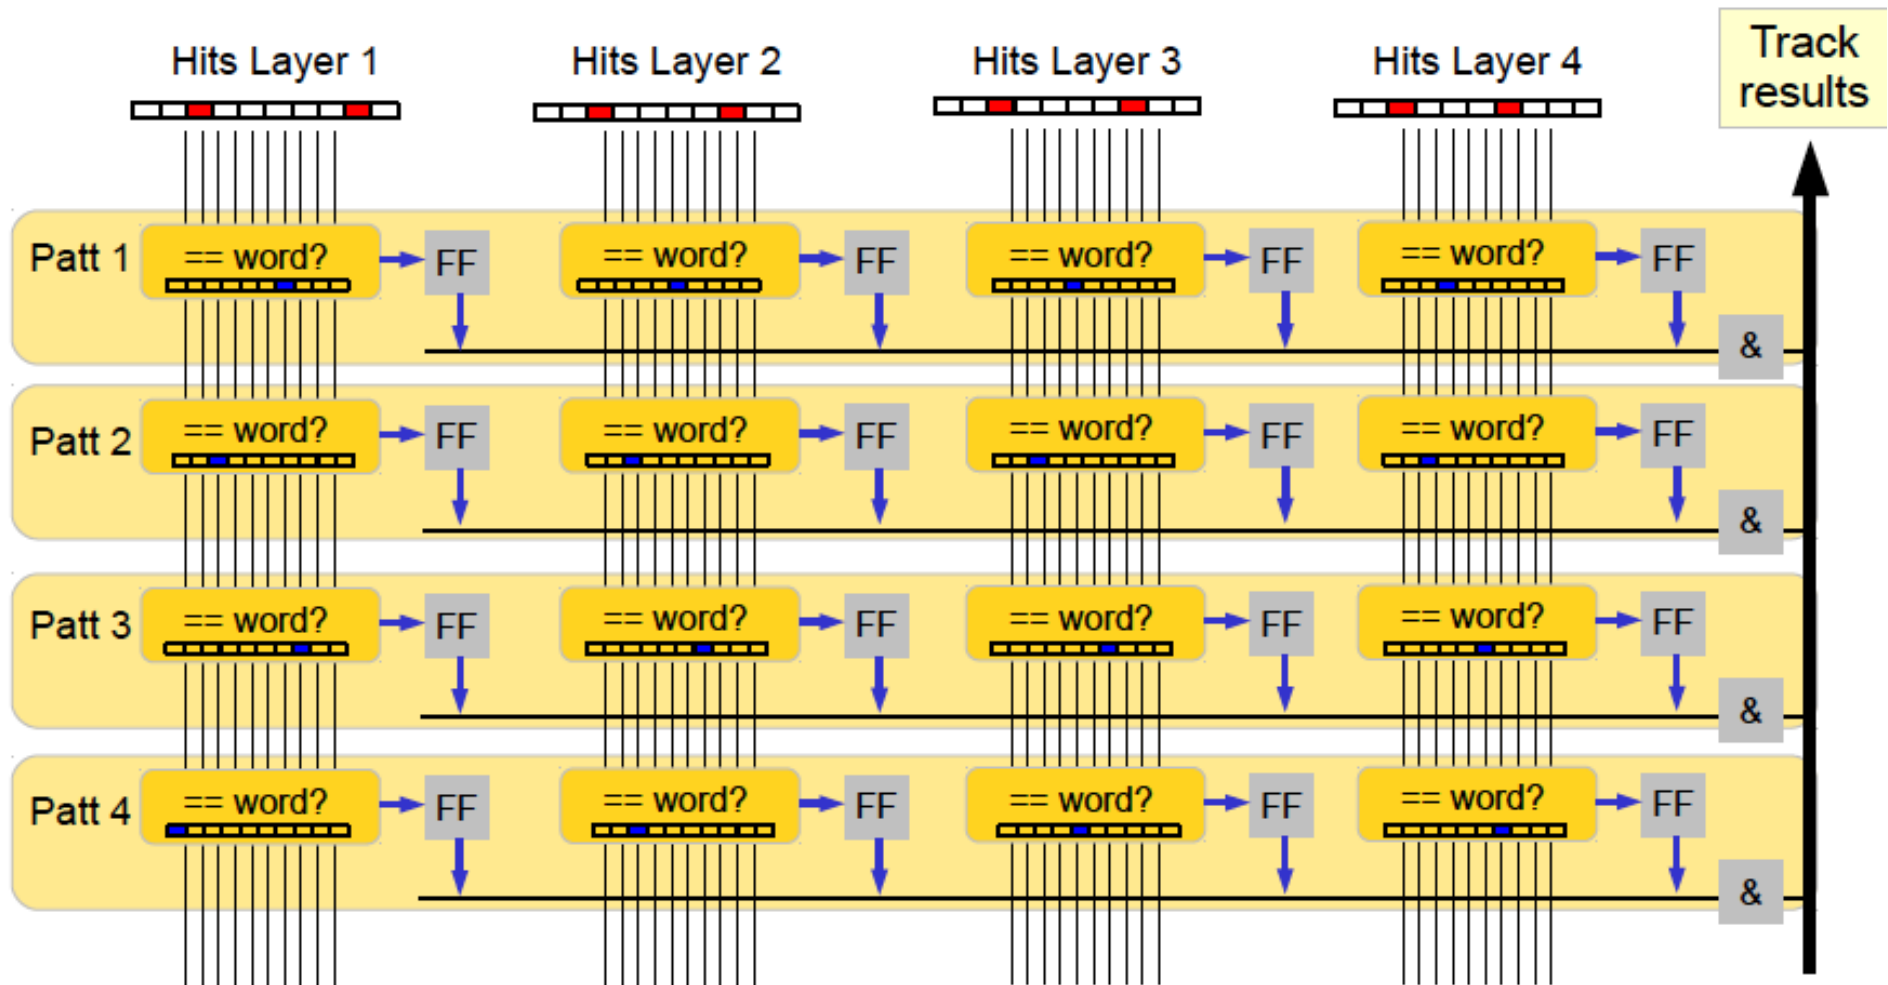 Hits Layer 1 Hits Layer 2 Hits Layer 3 Hits Layer 4
Track
results
Patt 1 == word? FF == word? FF == word? FF == word? FF
&
Patt 2 == word? FF == word? FF == word? FF == word? FF
&
Patt 3 == word? FF == word? FF == word? FF == word? FF
&
Patt 4 == word? FF == word? FF == word? FF == word? FF
&